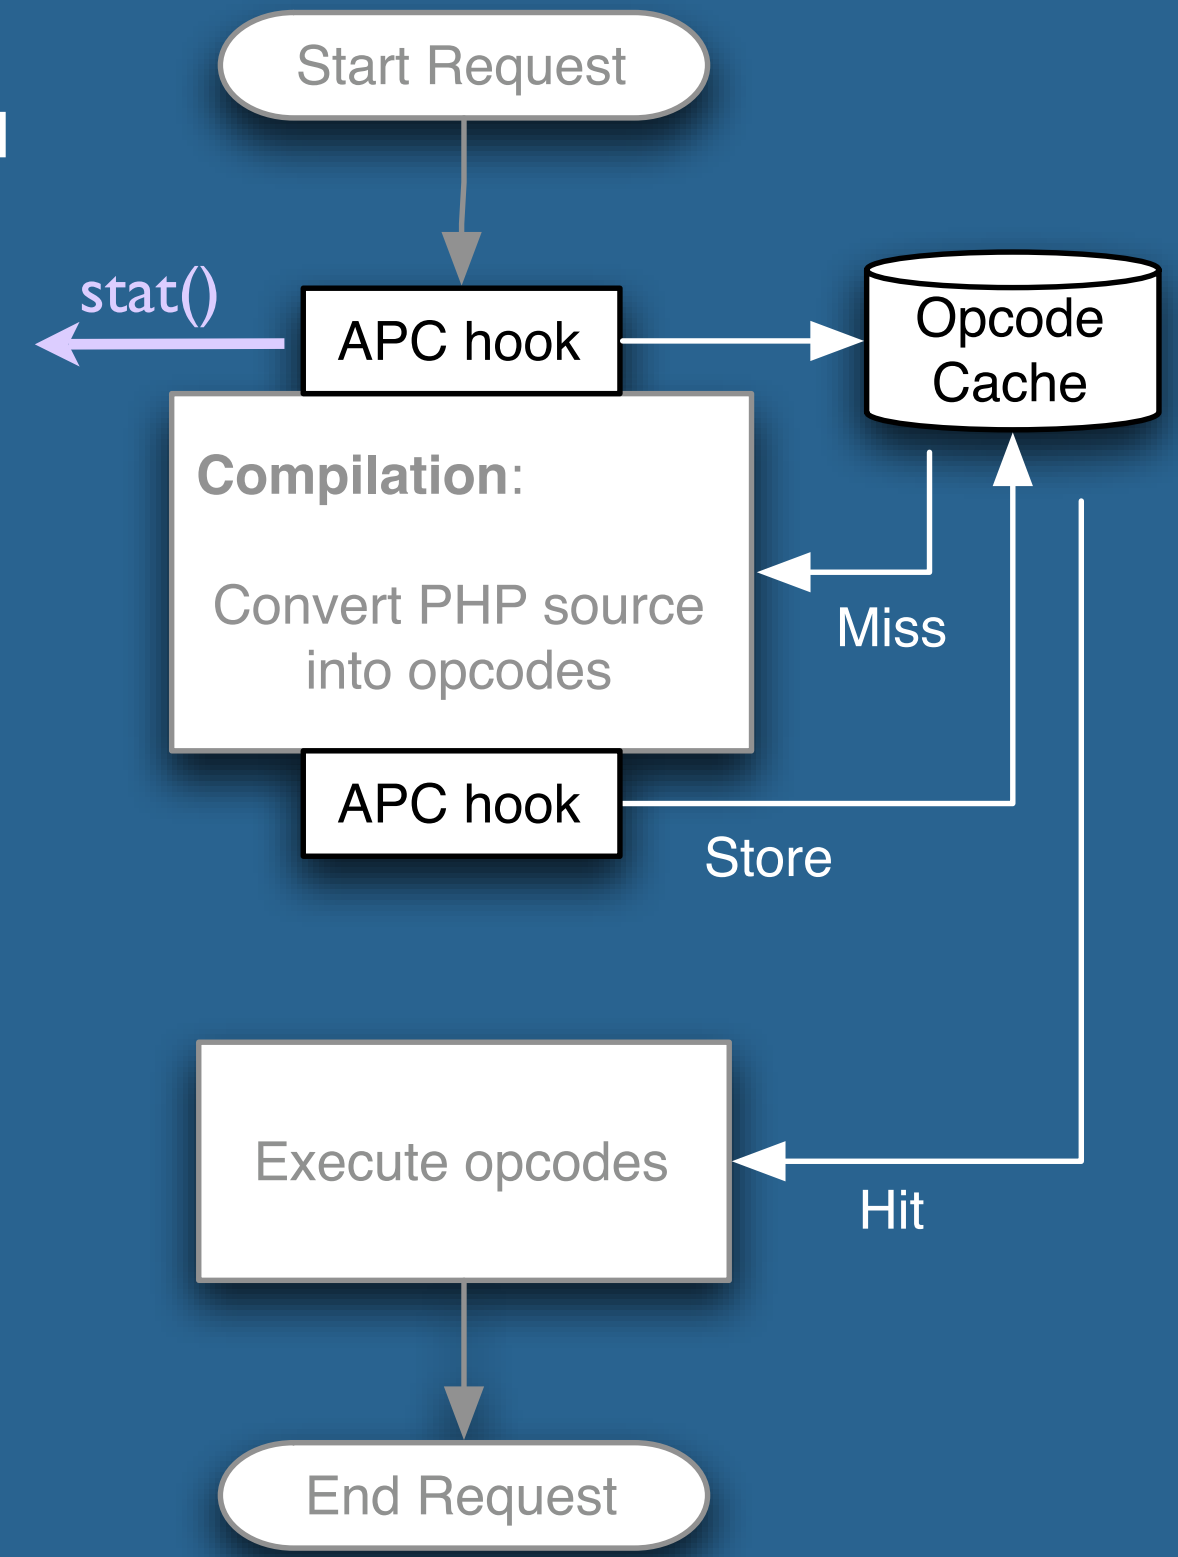 Start Request
stat()
APC hook
Opcode
Cache
Compilation:
Convert PHP source
into opcodes
Miss
APC hook
Store
Execute opcodes
Hit
End Request